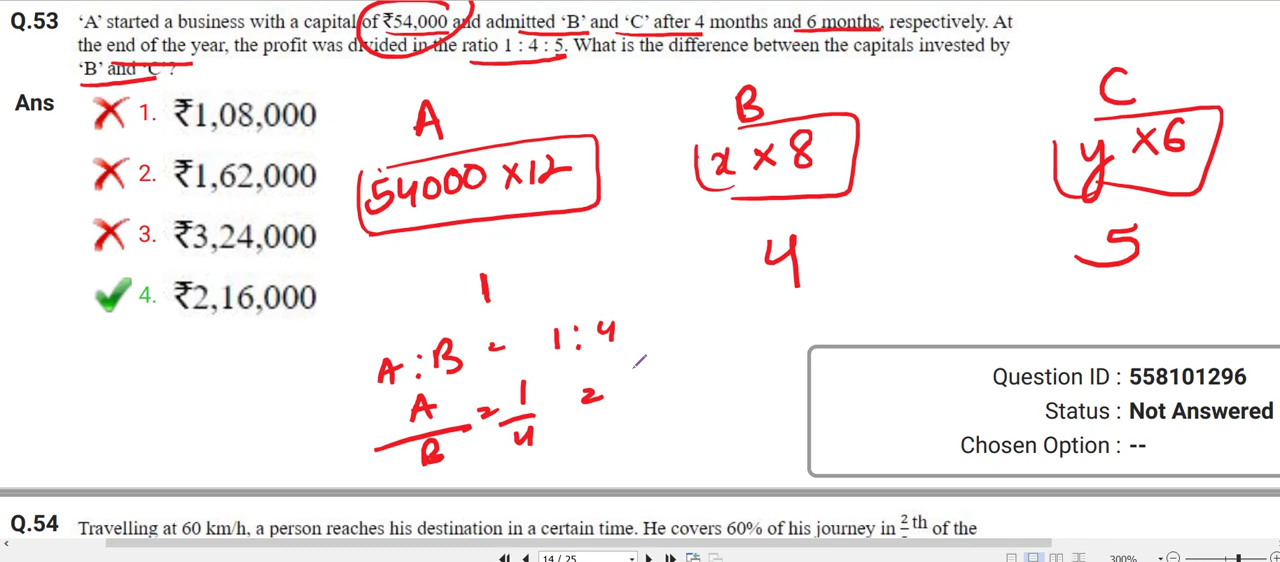 Q.53 'A' started a business with a capital of ₹54,000 and admitted 'B' and 'C' after 4 months and 6 months, respectively. At
the end of the year, the profit was divided in the ratio 1 : 4 : 5. What is the difference between the capitals invested by
'B' and 'C'?
Ans
1. ₹1,08,000
2. ₹1,62,000
3. ₹3,24,000
4. ₹2,16,000
A B C
54000 × 12 x × 8 y × 6
1 4 5
A : B = 1 : 4
A/B = 1/4 =
Question ID : 558101296
Status : Not Answered
Chosen Option : --
Q.54 Travelling at 60 km/h, a person reaches his destination in a certain time. He covers 60% of his journey in th of the
14 / 25
300%